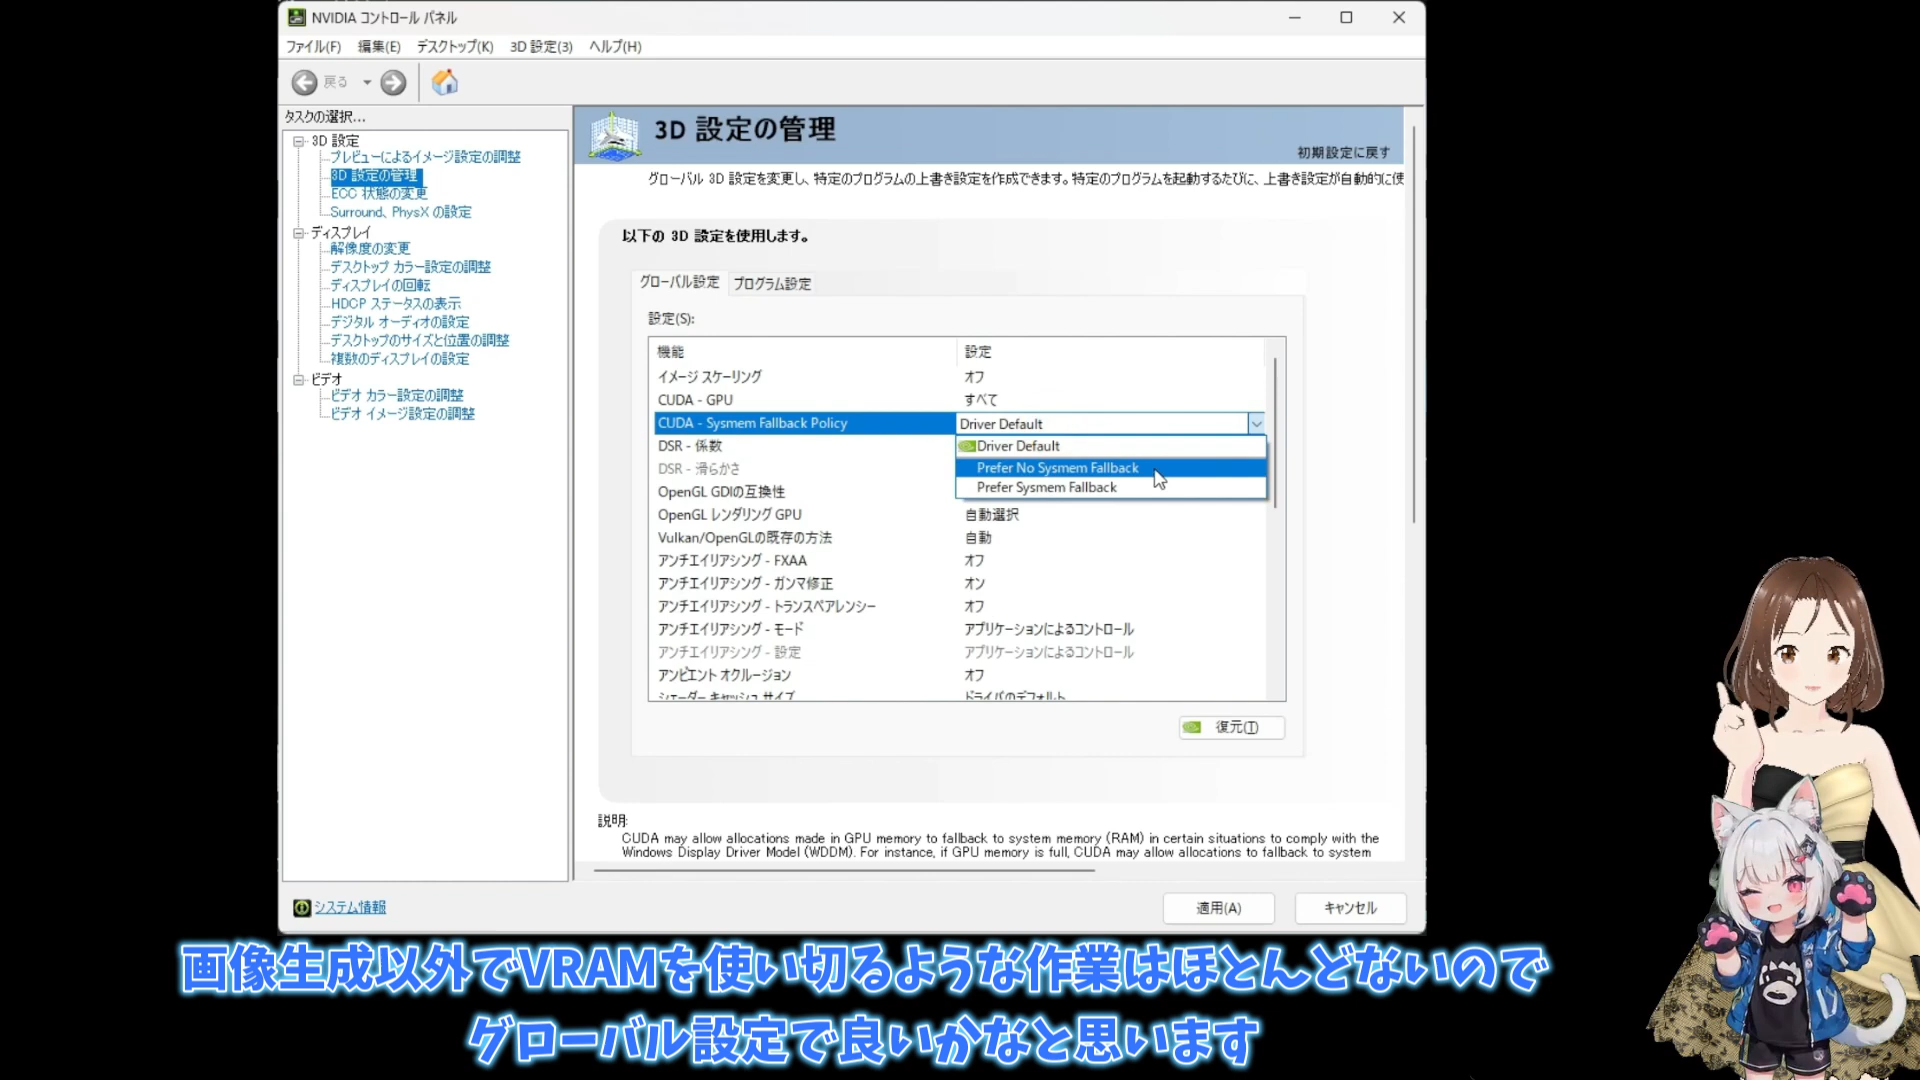 NVIDIA コントロール パネル
ファイル(F) 編集(E) デスクトップ(K) 3D 設定(3) ヘルプ(H)
戻る
タスクの選択...
3D 設定
プレビューによるイメージ設定の調整
3D 設定の管理
ECC 状態の変更
Surround、PhysX の設定
ディスプレイ
解像度の変更
デスクトップ カラー設定の調整
ディスプレイの回転
HDCP ステータスの表示
デジタル オーディオの設定
デスクトップのサイズと位置の調整
複数のディスプレイの設定
ビデオ
ビデオ カラー設定の調整
ビデオ イメージ設定の調整
システム情報
3D 設定の管理
初期設定に戻す
グローバル 3D 設定を変更し、特定のプログラムの上書き設定を作成できます。特定のプログラムを起動するたびに、上書き設定が自動的に使
以下の 3D 設定を使用します。
グローバル設定 プログラム設定
設定(S):
機能 設定
イメージ スケーリング オフ
CUDA - GPU すべて
CUDA - Sysmem Fallback Policy Driver Default
DSR - 係数 Driver Default
DSR - 滑らかさ Prefer No Sysmem Fallback
OpenGL GDIの互換性 Prefer Sysmem Fallback
OpenGL レンダリング GPU 自動選択
Vulkan/OpenGLの既存の方法 自動
アンチエイリアシング - FXAA オフ
アンチエイリアシング - ガンマ修正 オン
アンチエイリアシング - トランスペアレンシー オフ
アンチエイリアシング - モード アプリケーションによるコントロール
アンチエイリアシング - 設定 アプリケーションによるコントロール
アンビエント オクルージョン オフ
シェーダー キャッシュ サイズ ドライバのデフォルト
復元(T)
説明:
CUDA may allow allocations made in GPU memory to fallback to system memory (RAM) in certain situations to comply with the
Windows Display Driver Model (WDDM). For instance, if GPU memory is full, CUDA may allow allocations to fallback to system
適用(A) キャンセル
画像生成以外でVRAMを使い切るような作業はほとんどないので
グローバル設定で良いかなと思います